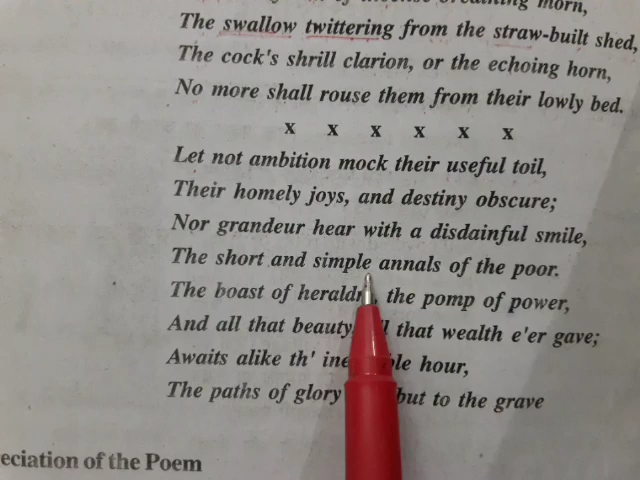 breathing morn,
The swallow twittering from the straw-built shed,
The cock's shrill clarion, or the echoing horn,
No more shall rouse them from their lowly bed.
x x x x x x
Let not ambition mock their useful toil,
Their homely joys, and destiny obscure;
Nor grandeur hear with a disdainful smile,
The short and simple annals of the poor.
The boast of the pomp of power,
And all that beauty, that wealth e'er gave;
Awaits alike th' hour,
The paths of glory but to the grave
eciation of the Poem